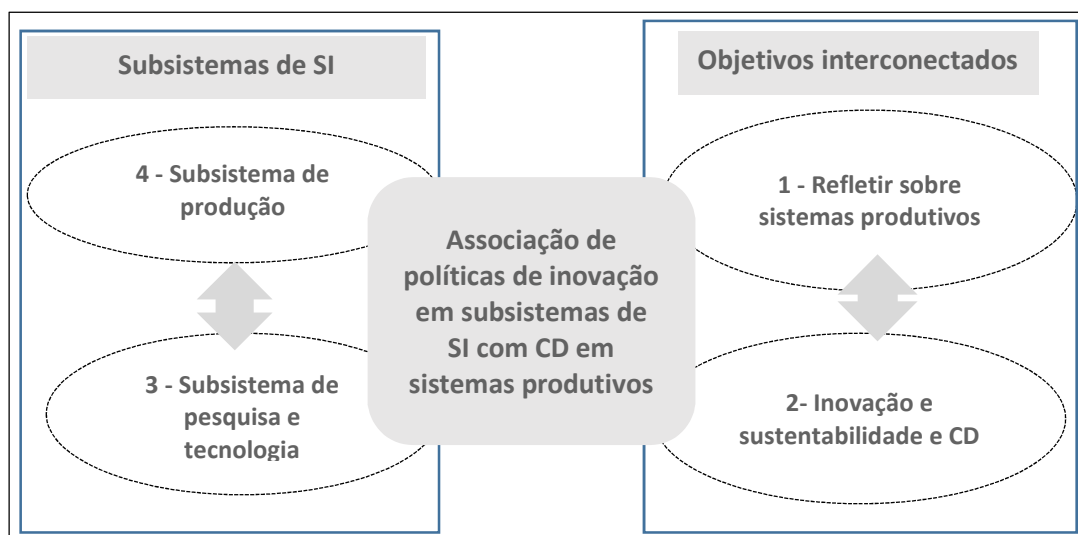 Subsistemas de SI
4 - Subsistema de
produção
3 - Subsistema de
pesquisa e
tecnologia
Associação de
políticas de inovação
em subsistemas de
SI com CD em
sistemas produtivos
Objetivos interconectados
1 - Refletir sobre
sistemas produtivos
2- Inovação e
sustentabilidade e CD